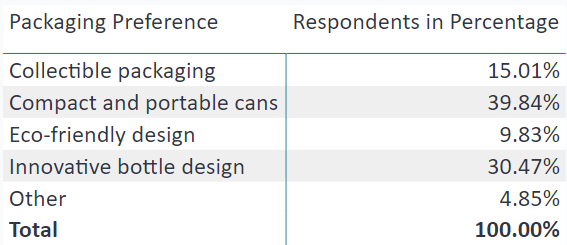 Packaging Preference Respondents in Percentage
Collectible packaging 15.01%
Compact and portable cans 39.84%
Eco-friendly design 9.83%
Innovative bottle design 30.47%
Other 4.85%
Total 100.00%